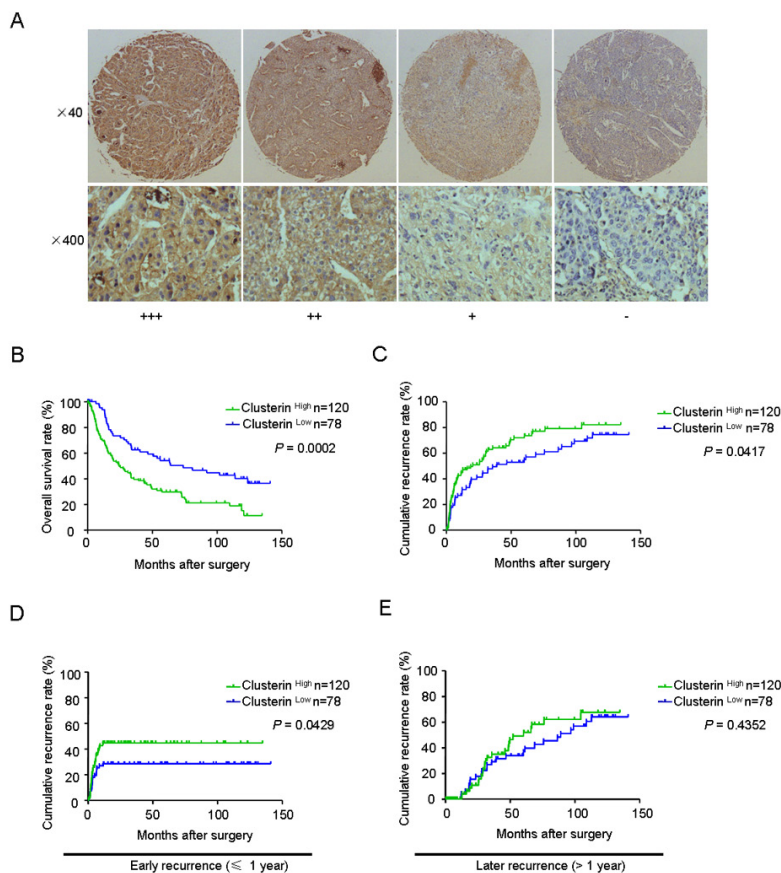 A
×40
×400
+++
++
+
-
B
Overall survival rate (%)
100
80
60
40
20
0
0
50
100
150
Months after surgery
Clusterin High n=120
Clusterin Low n=78
P = 0.0002
C
Cumulative recurrence rate (%)
100
80
60
40
20
0
0
50
100
150
Months after surgery
Clusterin High n=120
Clusterin Low n=78
P = 0.0417
D
Cumulative recurrence rate (%)
100
80
60
40
20
0
0
50
100
150
Months after surgery
Clusterin High n=120
Clusterin Low n=78
P = 0.0429
Early recurrence (≤ 1 year)
E
Cumulative recurrence rate (%)
100
80
60
40
20
0
0
50
100
150
Months after surgery
Clusterin High n=120
Clusterin Low n=78
P = 0.4352
Later recurrence (> 1 year)